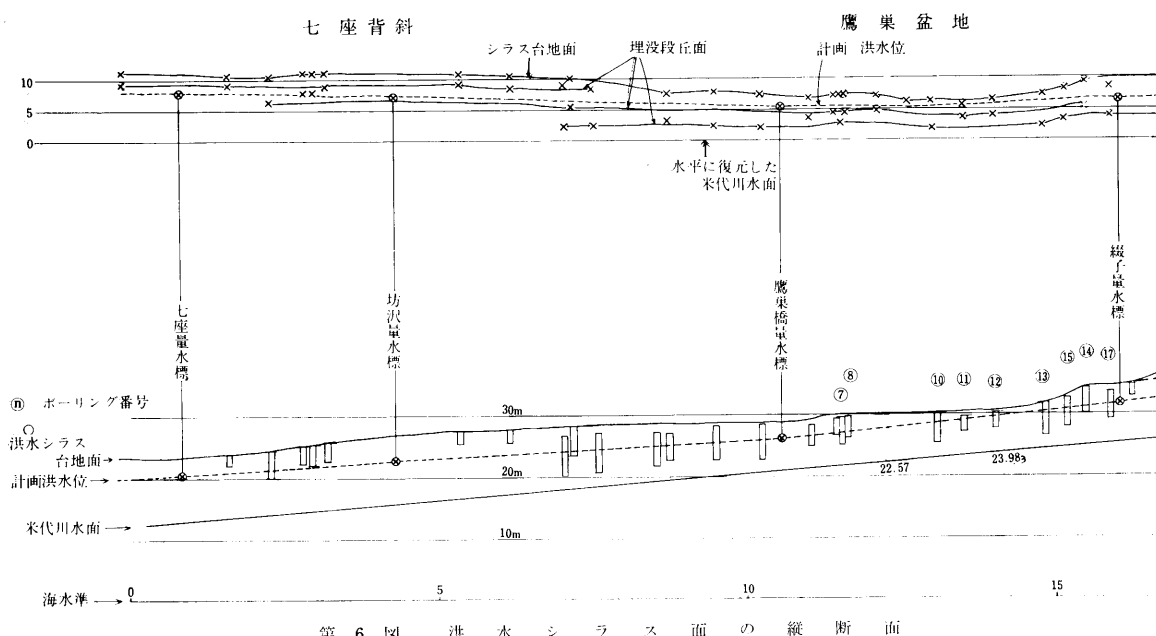 七座背斜
鷹巣盆地
シラス台地面
埋没段丘面
計画 洪水位
10
5
0
水平に復元した
米代川水面
七座量水標
坊沢量水標
鷹巣橋量水標
綴子量水標
ⓝ ボーリング番号
洪水シラス
台地面
計画洪水位
米代川水面
海水準
30m
20m
10m
⑦
⑧
⑩
⑪
⑫
⑬
⑮
⑭
⑰
22.57
23.98
0
5
10
15
第6図 洪水シラス面の縦断面